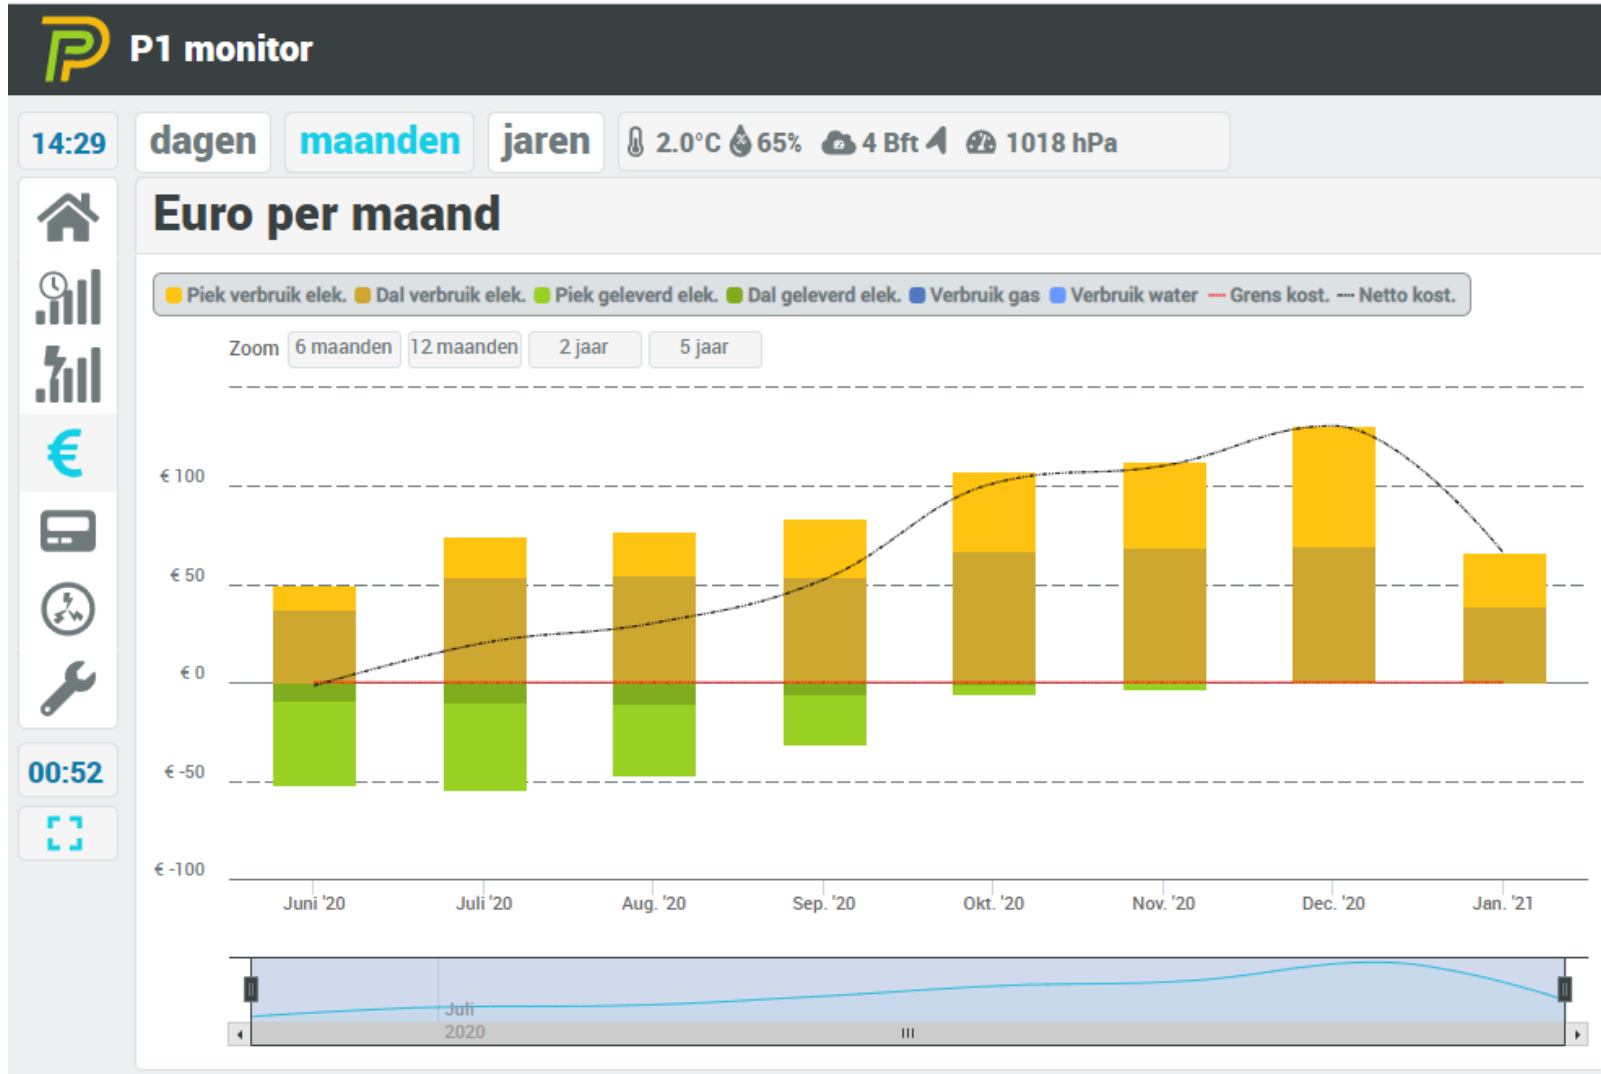 P1 monitor
14:29
dagen
maanden
jaren
2.0°C 65% 4 Bft 1018 hPa
Euro per maand
Piek verbruik elek. Dal verbruik elek. Piek geleverd elek. Dal geleverd elek. Verbruik gas Verbruik water Grens kost. Netto kost.
Zoom 6 maanden 12 maanden 2 jaar 5 jaar
€ 100
€ 50
€ 0
€ -50
€ -100
00:52
Juni '20 Juli '20 Aug. '20 Sep. '20 Okt. '20 Nov. '20 Dec. '20 Jan. '21
Juli
2020